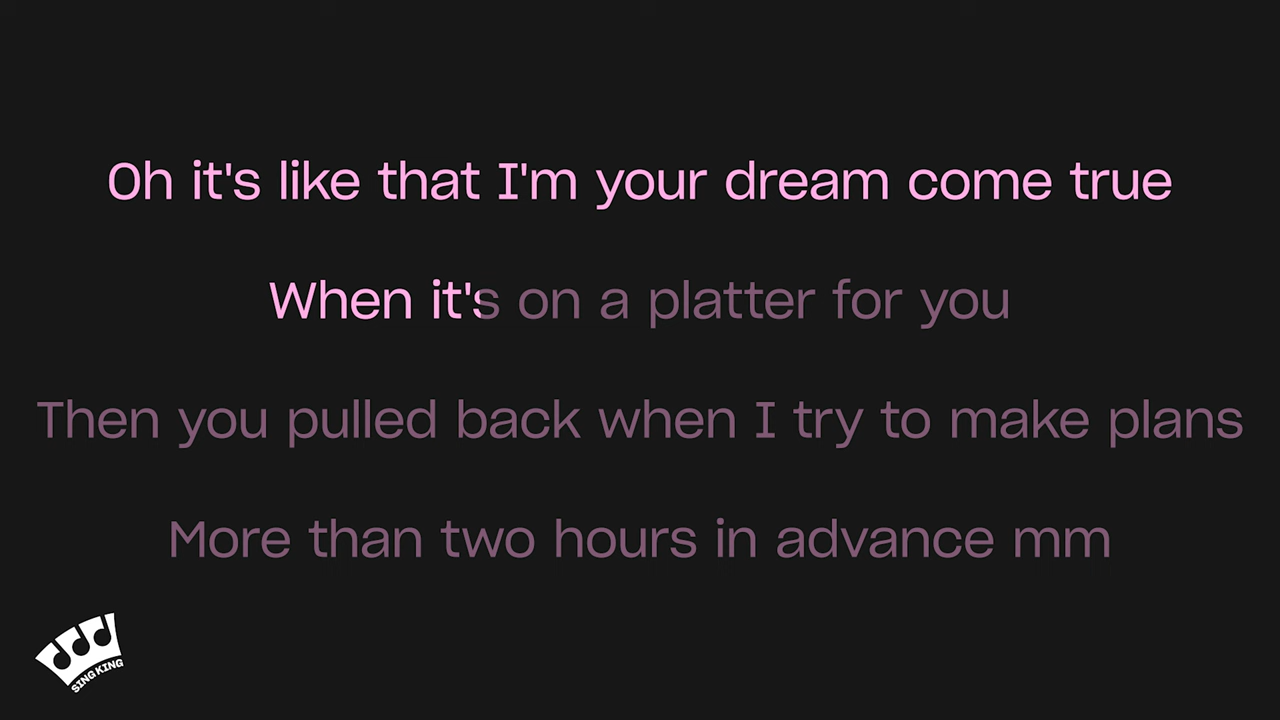 Oh it's like that I'm your dream come true
When it's on a platter for you
Then you pulled back when I try to make plans
More than two hours in advance mm
SING KING